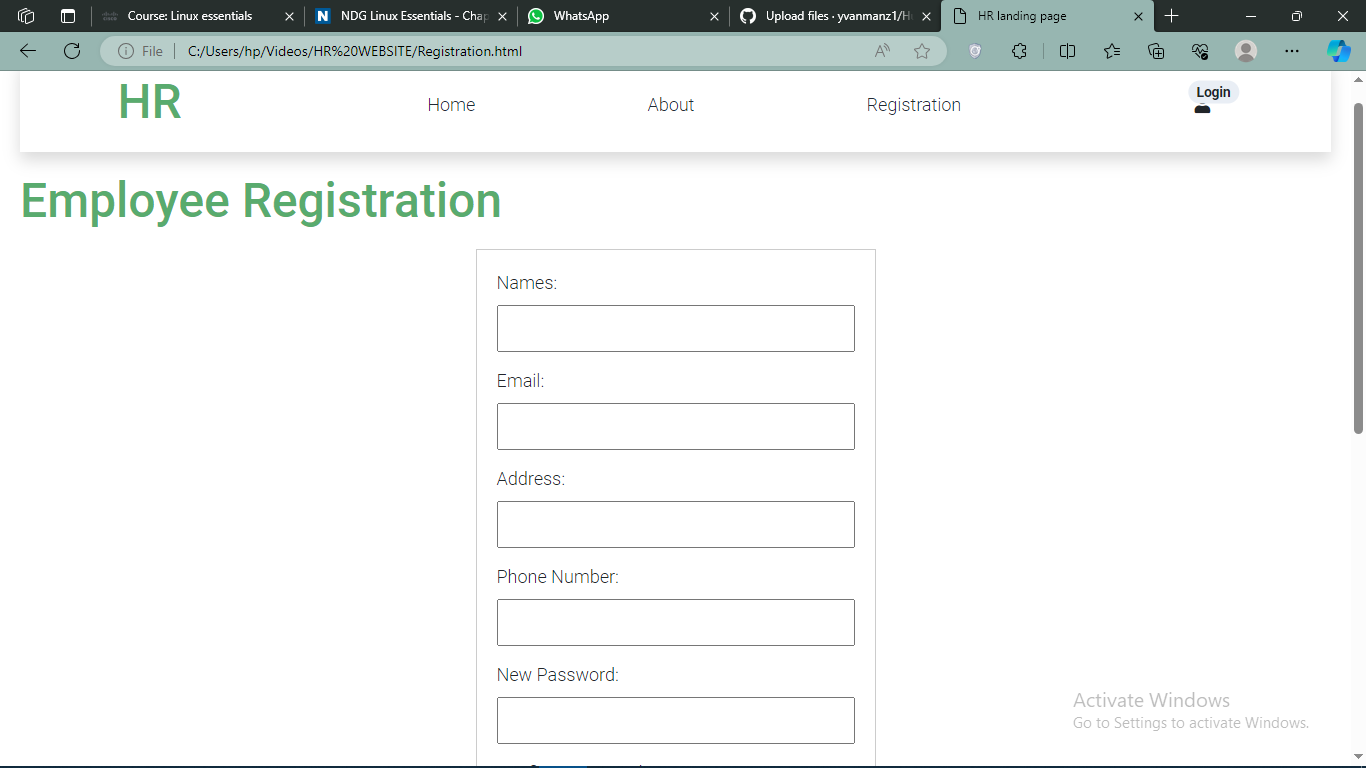 Course: Linux essentials
NDG Linux Essentials - Chap
WhatsApp
Upload files · yvanmanz1/H
HR landing page
File
C:/Users/hp/Videos/HR%20WEBSITE/Registration.html
HR
Home
About
Registration
Login
Employee Registration
Names:
Email:
Address:
Phone Number:
New Password:
Activate Windows
Go to Settings to activate Windows.